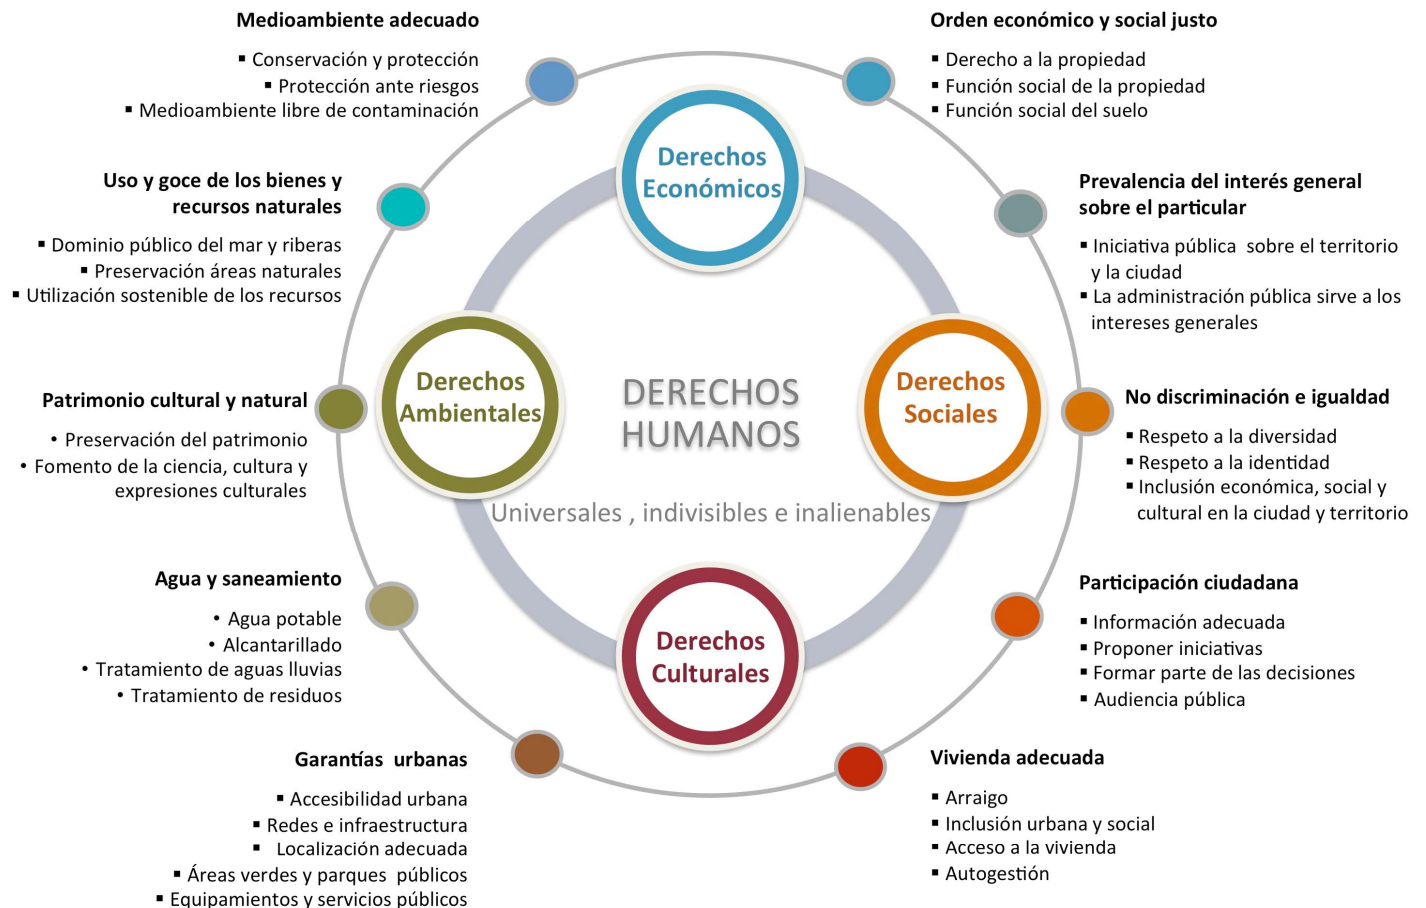 Medioambiente adecuado
▪ Conservación y protección
▪ Protección ante riesgos
▪ Medioambiente libre de contaminación
Orden económico y social justo
▪ Derecho a la propiedad
▪ Función social de la propiedad
▪ Función social del suelo
Uso y goce de los bienes y
recursos naturales
▪ Dominio público del mar y riberas
▪ Preservación áreas naturales
▪ Utilización sostenible de los recursos
Derechos
Económicos
Prevalencia del interés general
sobre el particular
▪ Iniciativa pública sobre el territorio
y la ciudad
▪ La administración pública sirve a los
intereses generales
Patrimonio cultural y natural
• Preservación del patrimonio
• Fomento de la ciencia, cultura y
expresiones culturales
Derechos
Ambientales
DERECHOS
HUMANOS
Universales , indivisibles e inalienables
Derechos
Sociales
No discriminación e igualdad
▪ Respeto a la diversidad
▪ Respeto a la identidad
▪ Inclusión económica, social y
cultural en la ciudad y territorio
Agua y saneamiento
• Agua potable
• Alcantarillado
• Tratamiento de aguas lluvias
• Tratamiento de residuos
Derechos
Culturales
Participación ciudadana
▪ Información adecuada
▪ Proponer iniciativas
▪ Formar parte de las decisiones
▪ Audiencia pública
Garantías urbanas
▪ Accesibilidad urbana
▪ Redes e infraestructura
▪ Localización adecuada
▪ Áreas verdes y parques públicos
▪ Equipamientos y servicios públicos
Vivienda adecuada
▪ Arraigo
▪ Inclusión urbana y social
▪ Acceso a la vivienda
▪ Autogestión